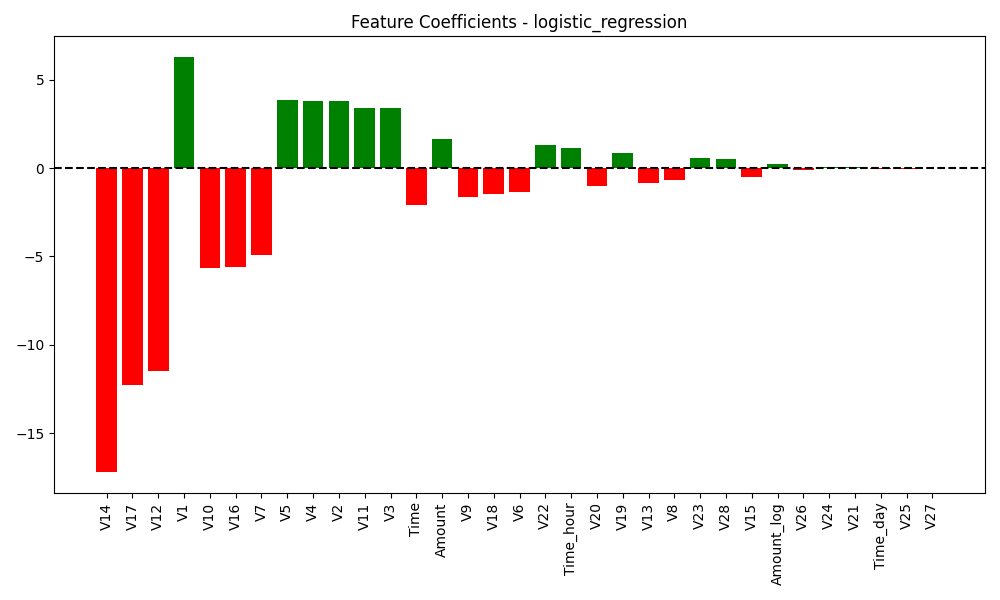 Feature Coefficients - logistic_regression
5
0
−5
−10
−15
V14
V17
V12
V1
V10
V16
V7
V5
V4
V2
V11
V3
Time
Amount
V9
V18
V6
V22
Time_hour
V20
V19
V13
V8
V23
V28
V15
Amount_log
V26
V24
V21
Time_day
V25
V27